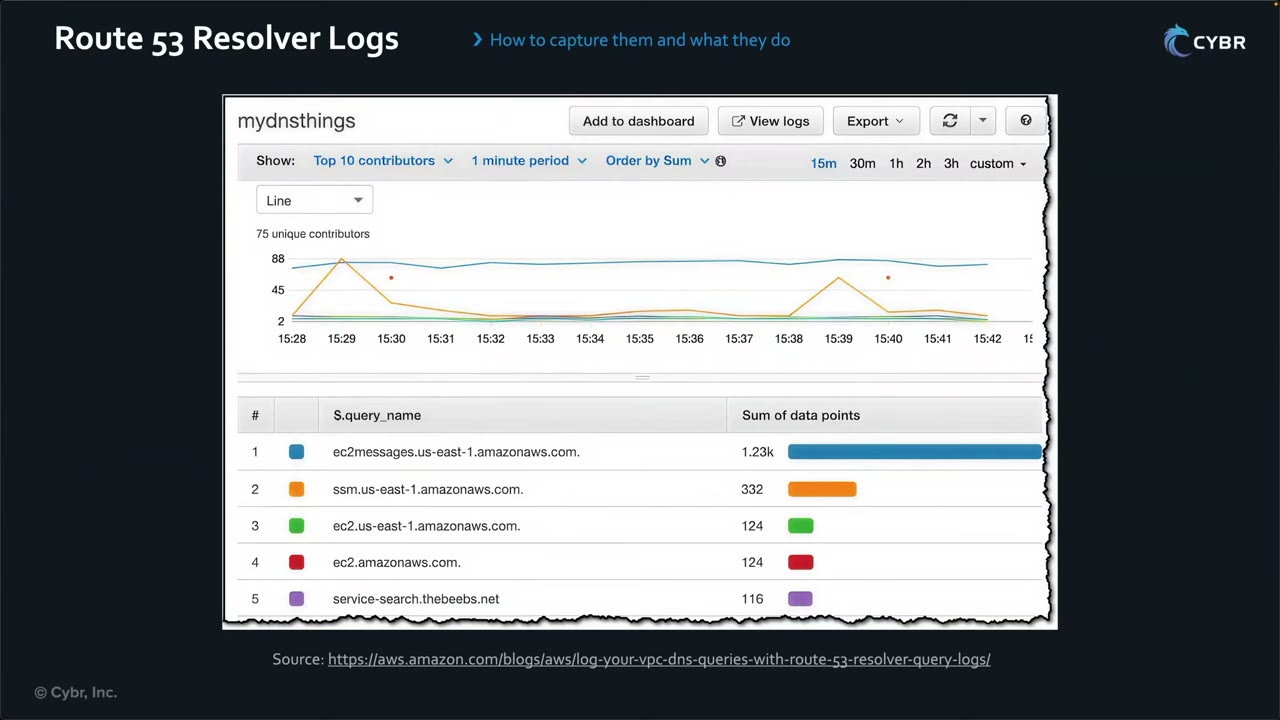 Route 53 Resolver Logs
How to capture them and what they do
CYBR
mydnsthings
Add to dashboard
View logs
Export
Show: Top 10 contributors 1 minute period Order by Sum
15m 30m 1h 2h 3h custom
Line
75 unique contributors
88
45
2
15:28 15:29 15:30 15:31 15:32 15:33 15:34 15:35 15:36 15:37 15:38 15:39 15:40 15:41 15:42
# $.query_name Sum of data points
1 ec2messages.us-east-1.amazonaws.com. 1.23k
2 ssm.us-east-1.amazonaws.com. 332
3 ec2.us-east-1.amazonaws.com. 124
4 ec2.amazonaws.com. 124
5 service-search.thebeebs.net 116
Source: https://aws.amazon.com/blogs/aws/log-your-vpc-dns-queries-with-route-53-resolver-query-logs/
© Cybr, Inc.